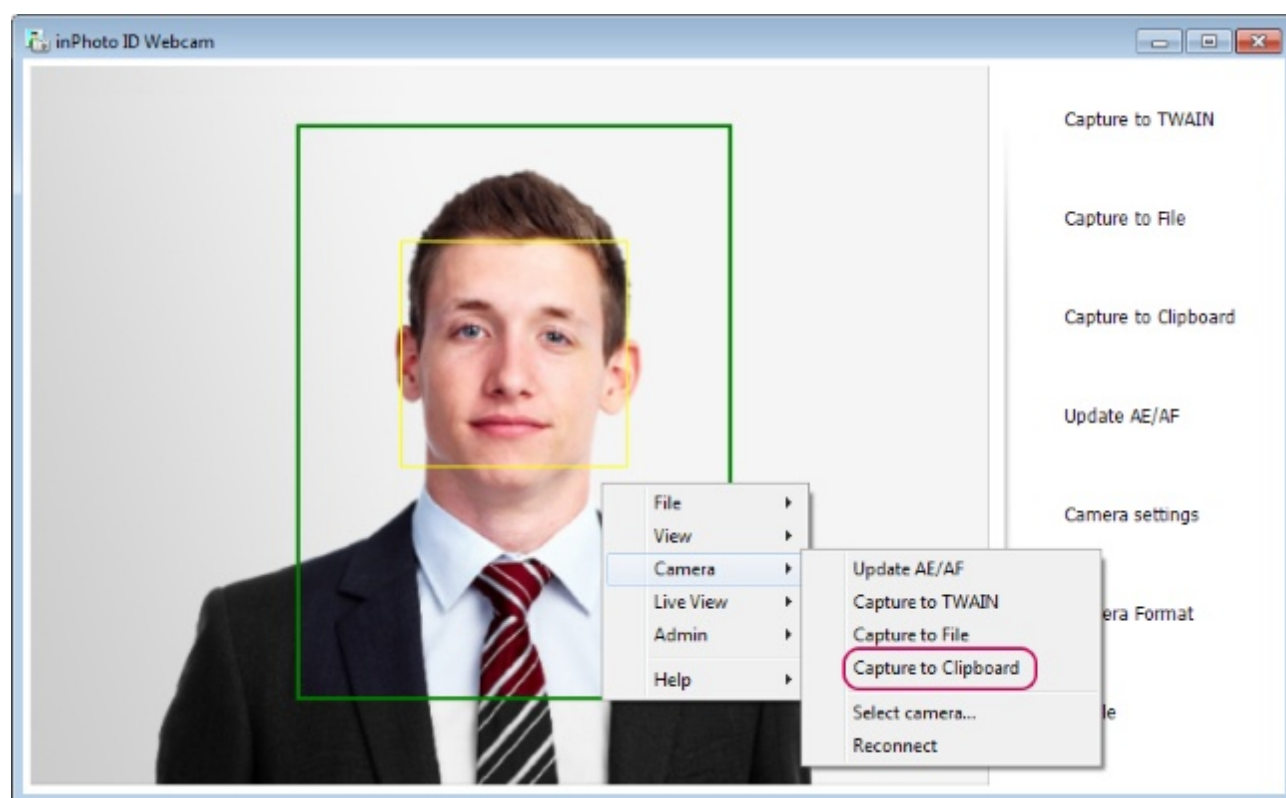 inPhoto ID Webcam
Capture to TWAIN
Capture to File
Capture to Clipboard
Update AE/AF
Camera settings
era Format
le
File
View
Camera
Live View
Admin
Help
Update AE/AF
Capture to TWAIN
Capture to File
Capture to Clipboard
Select camera...
Reconnect